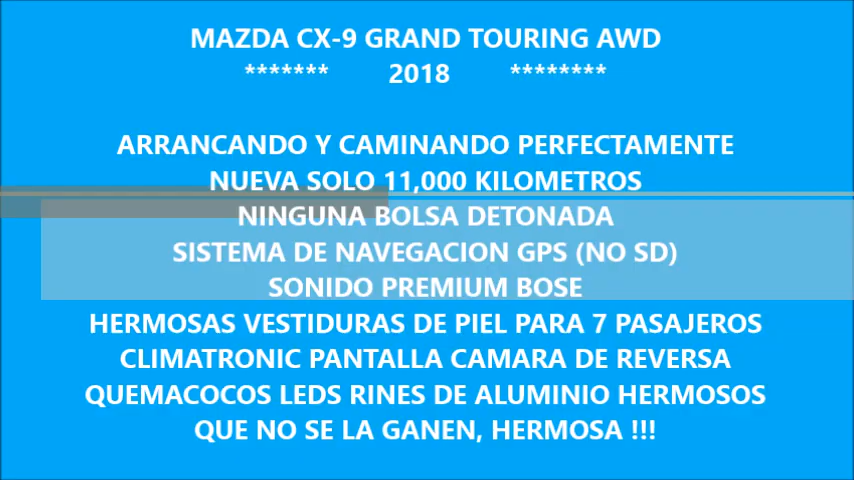 MAZDA CX-9 GRAND TOURING AWD
******* 2018 ********
ARRANCANDO Y CAMINANDO PERFECTAMENTE
NUEVA SOLO 11,000 KILOMETROS
NINGUNA BOLSA DETONADA
SISTEMA DE NAVEGACION GPS (NO SD)
SONIDO PREMIUM BOSE
HERMOSAS VESTIDURAS DE PIEL PARA 7 PASAJEROS
CLIMATRONIC PANTALLA CAMARA DE REVERSA
QUEMACOCOS LEDS RINES DE ALUMINIO HERMOSOS
QUE NO SE LA GANEN, HERMOSA !!!